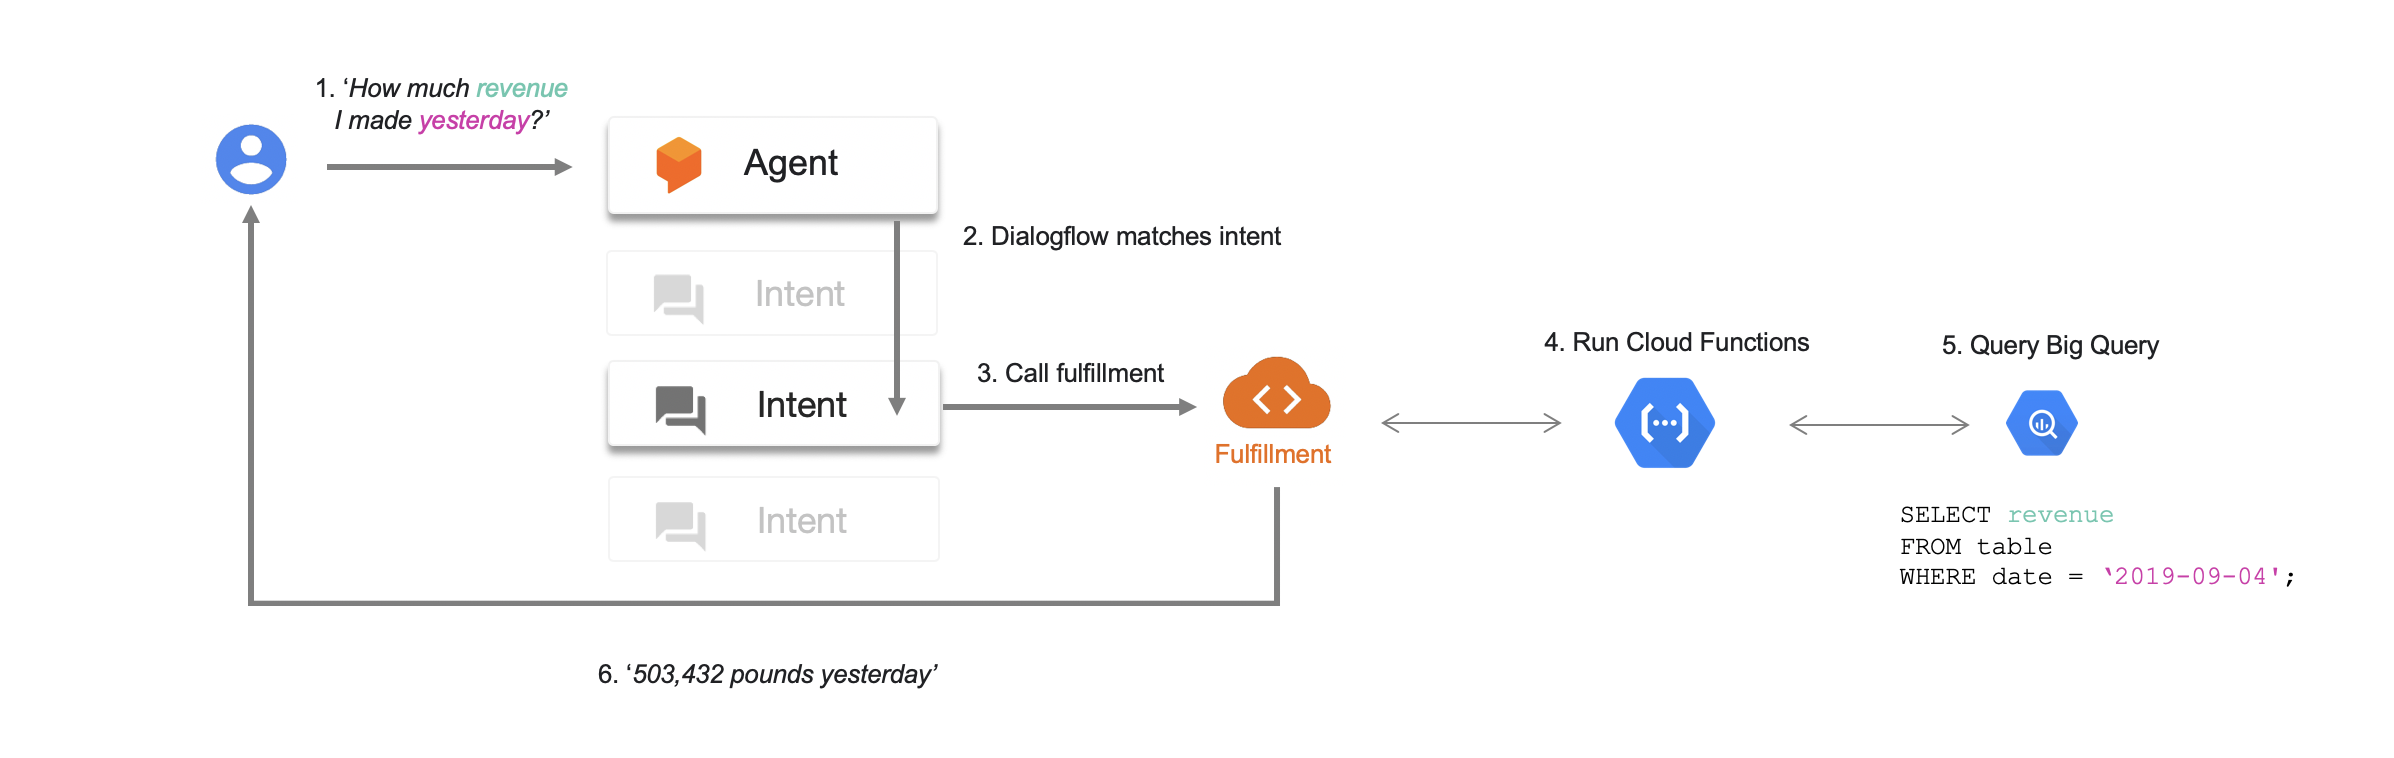 1. ‘How much revenue
I made yesterday?’
Agent
2. Dialogflow matches intent
Intent
3. Call fulfillment
Intent
Fulfillment
4. Run Cloud Functions
5. Query Big Query
Intent
SELECT revenue
FROM table
WHERE date = ‘2019-09-04';
6. ‘503,432 pounds yesterday’